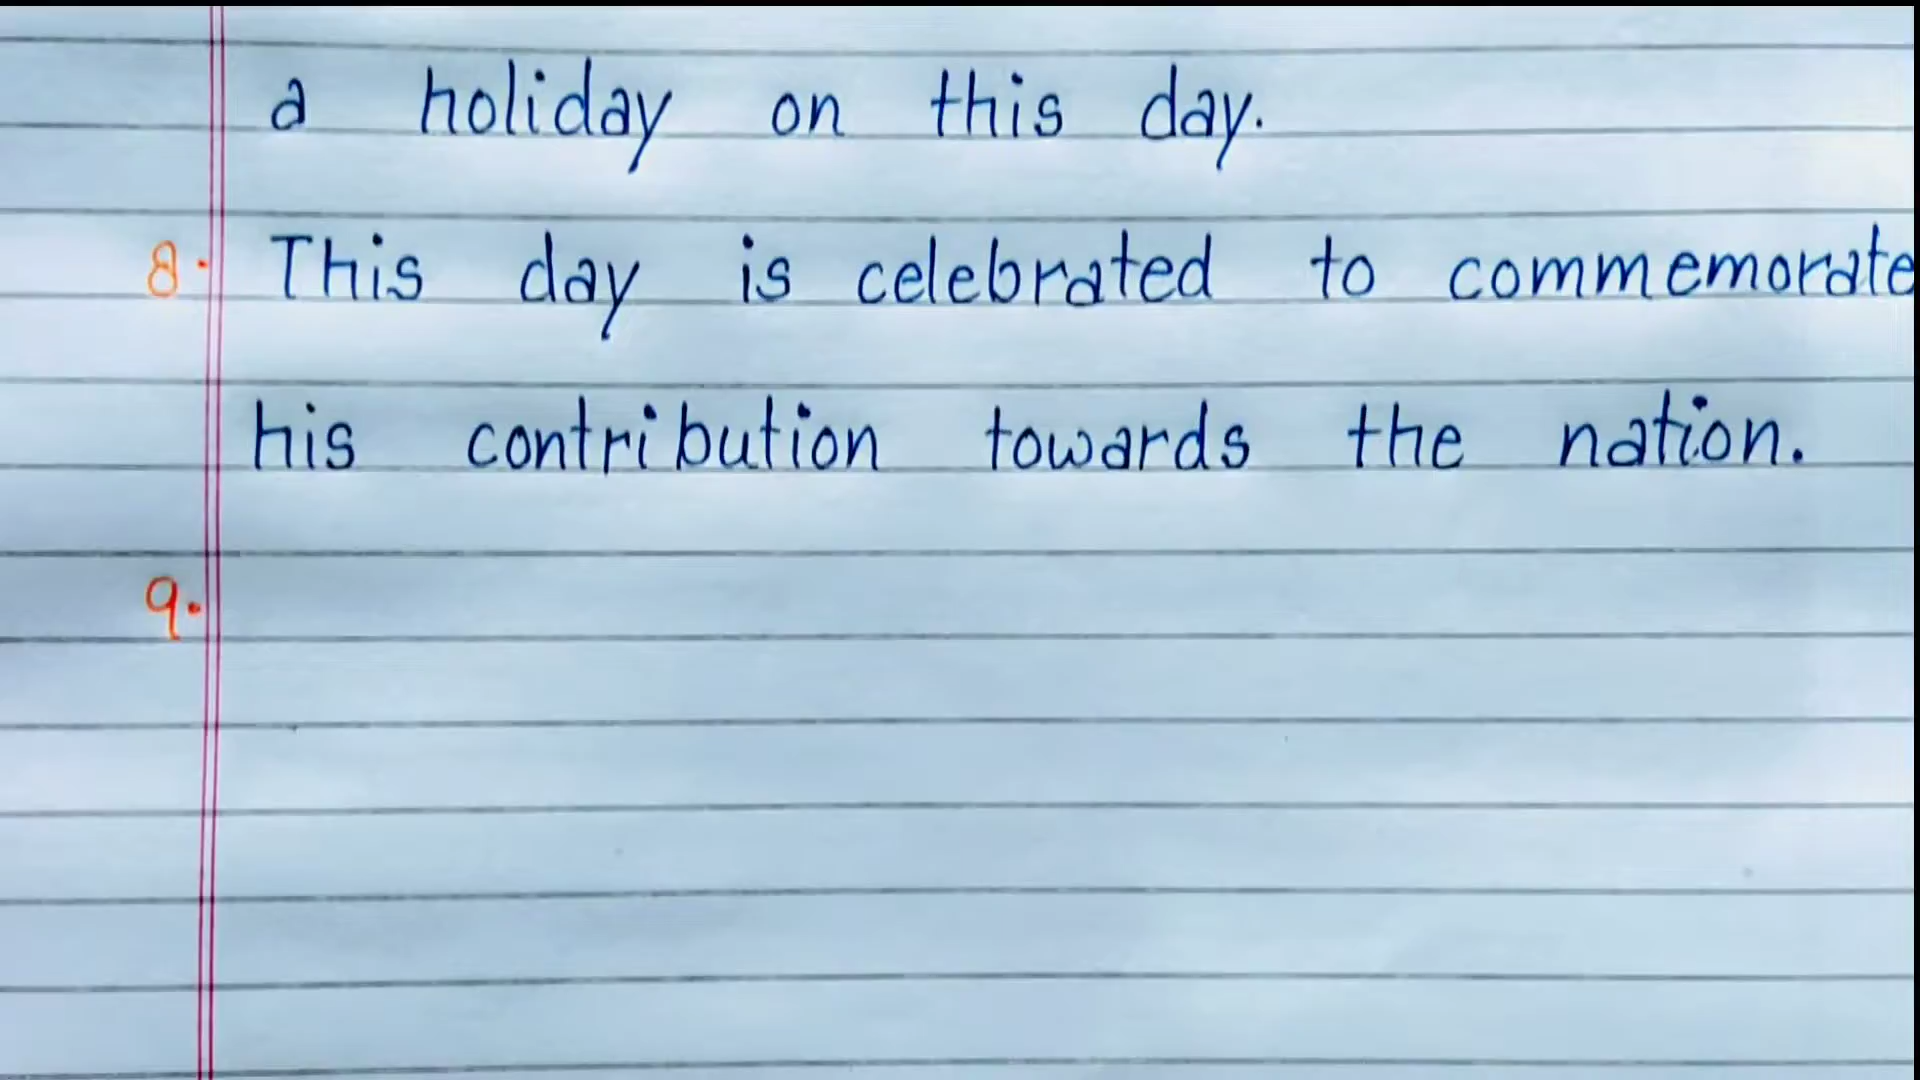 a holiday on this day.
8. This day is celebrated to commemorate
his contribution towards the nation.
9.